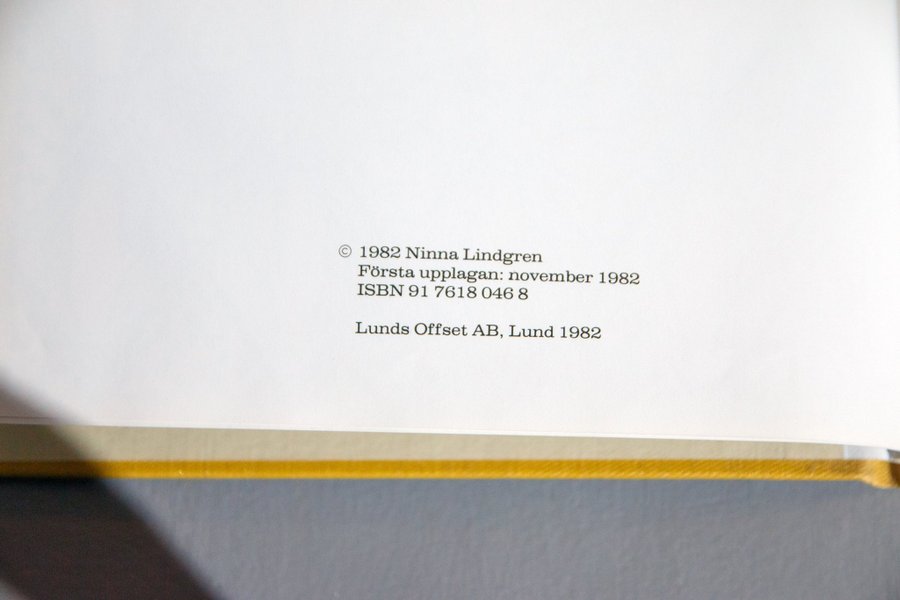 © 1982 Ninna Lindgren
Första upplagan: november 1982
ISBN 91 7618 046 8
Lunds Offset AB, Lund 1982